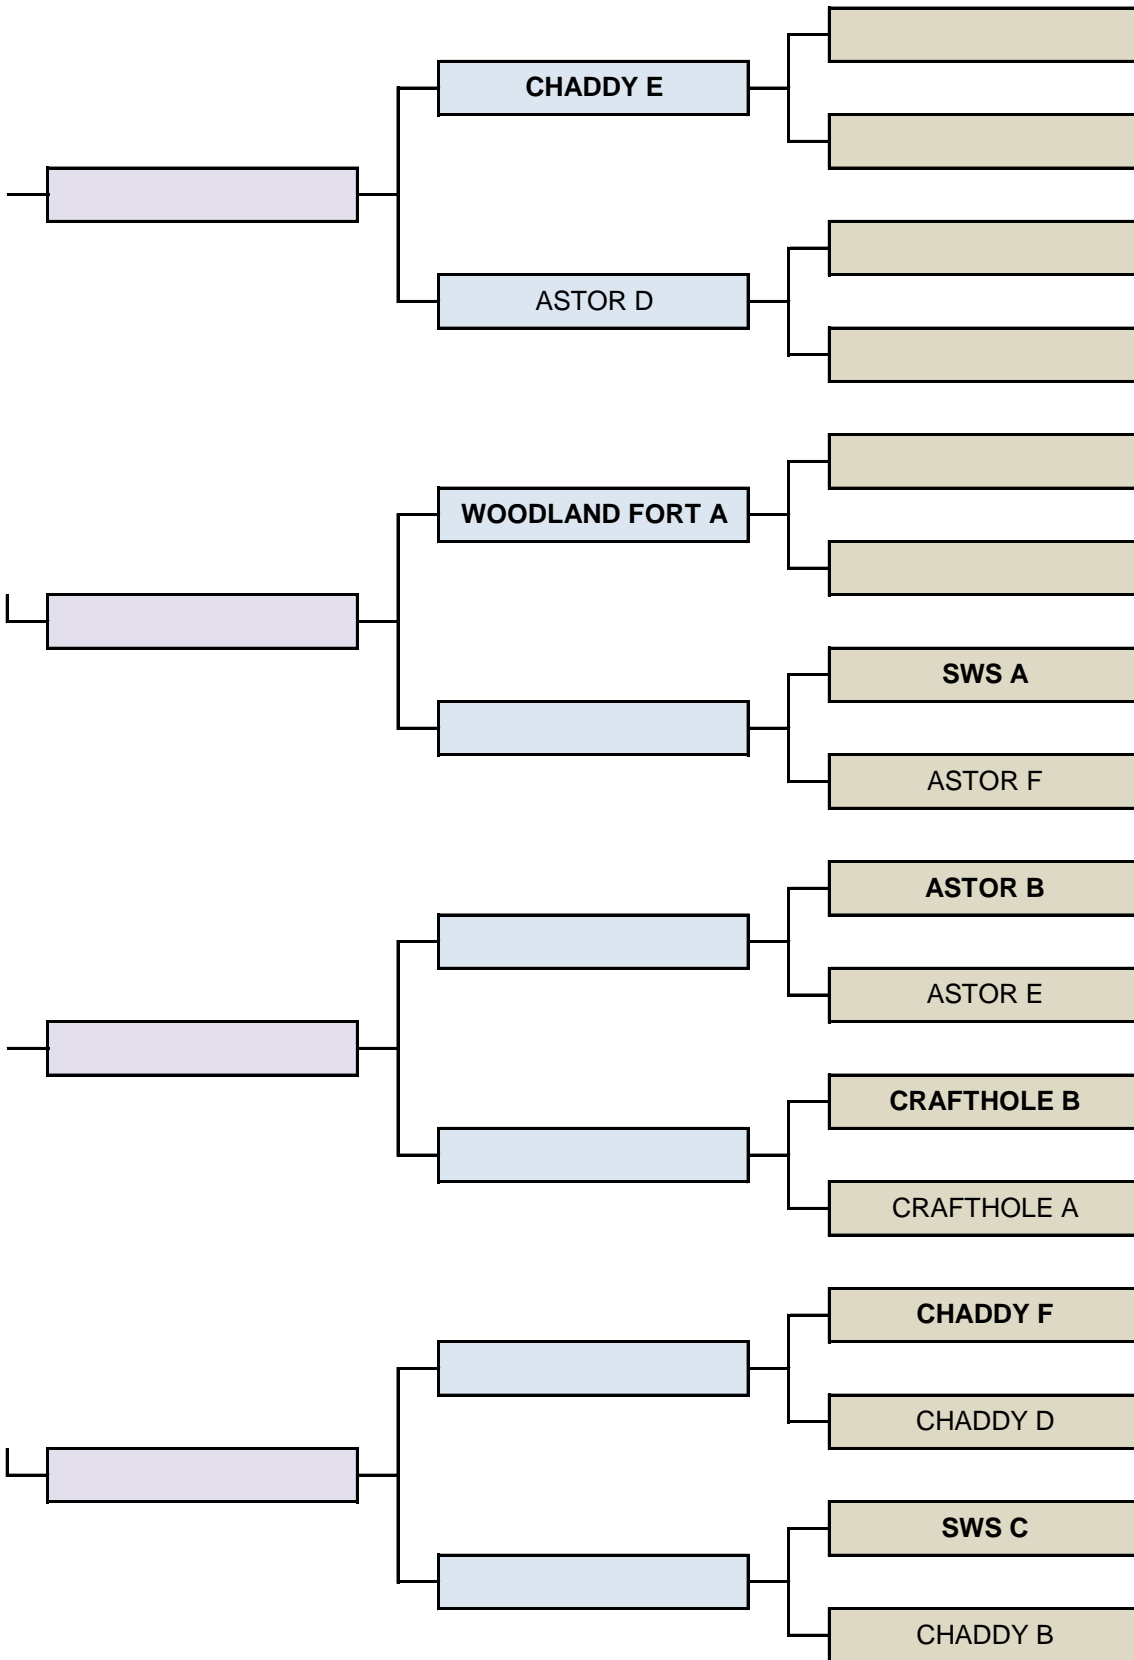 CHADDY E
ASTOR D
WOODLAND FORT A
SWS A
ASTOR F
ASTOR B
ASTOR E
CRAFTHOLE B
CRAFTHOLE A
CHADDY F
CHADDY D
SWS C
CHADDY B